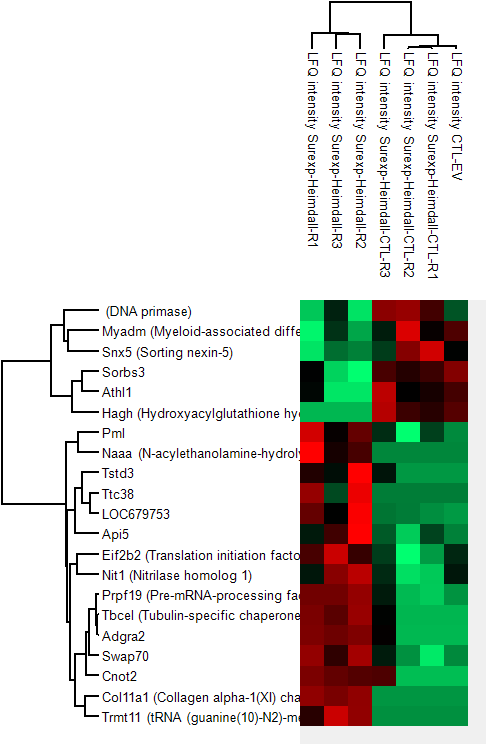 LFQ intensity Surexp-Heimdall-R1
LFQ intensity Surexp-Heimdall-R3
LFQ intensity Surexp-Heimdall-R2
LFQ intensity Surexp-Heimdall-CTL-R3
LFQ intensity Surexp-Heimdall-CTL-R2
LFQ intensity Surexp-Heimdall-CTL-R1
LFQ intensity CTL-EV
(DNA primase)
Myadm (Myeloid-associated diffe
Snx5 (Sorting nexin-5)
Sorbs3
Athl1
Hagh (Hydroxyacylglutathione hyd
Pml
Naaa (N-acylethanolamine-hydroly
Tstd3
Ttc38
LOC679753
Api5
Eif2b2 (Translation initiation facto
Nit1 (Nitrilase homolog 1)
Prpf19 (Pre-mRNA-processing fac
Tbcel (Tubulin-specific chaperone
Adgra2
Swap70
Cnot2
Col11a1 (Collagen alpha-1(XI) cha
Trmt11 (tRNA (guanine(10)-N2)-me